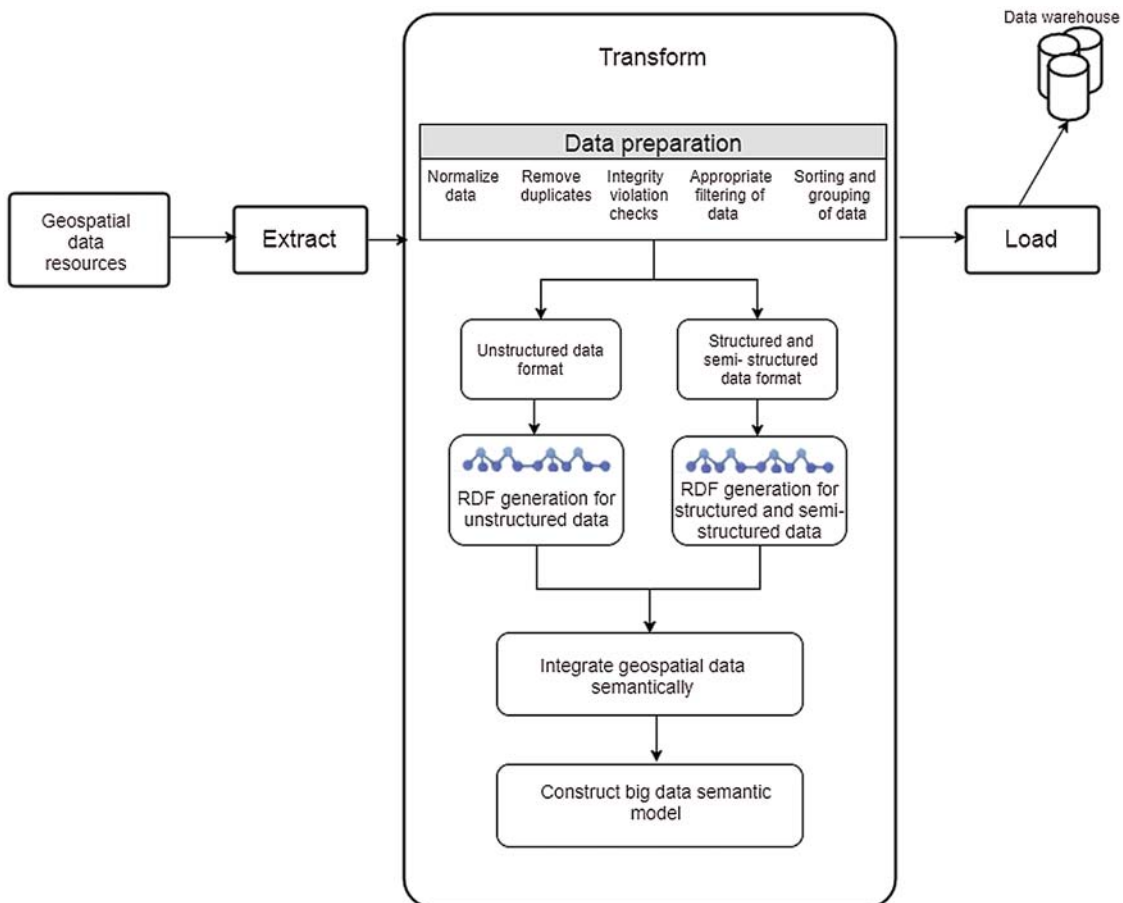 Data warehouse
Transform
Data preparation
Normalize
data
Remove
duplicates
Integrity
violation
checks
Appropriate
filtering of
data
Sorting and
grouping
of data
Geospatial
data
resources
Extract
Load
Unstructured data
format
Structured and
semi- structured
data format
RDF generation for
unstructured data
RDF generation for
structured and semi-
structured data
Integrate geospatial data
semantically
Construct big data semantic
model